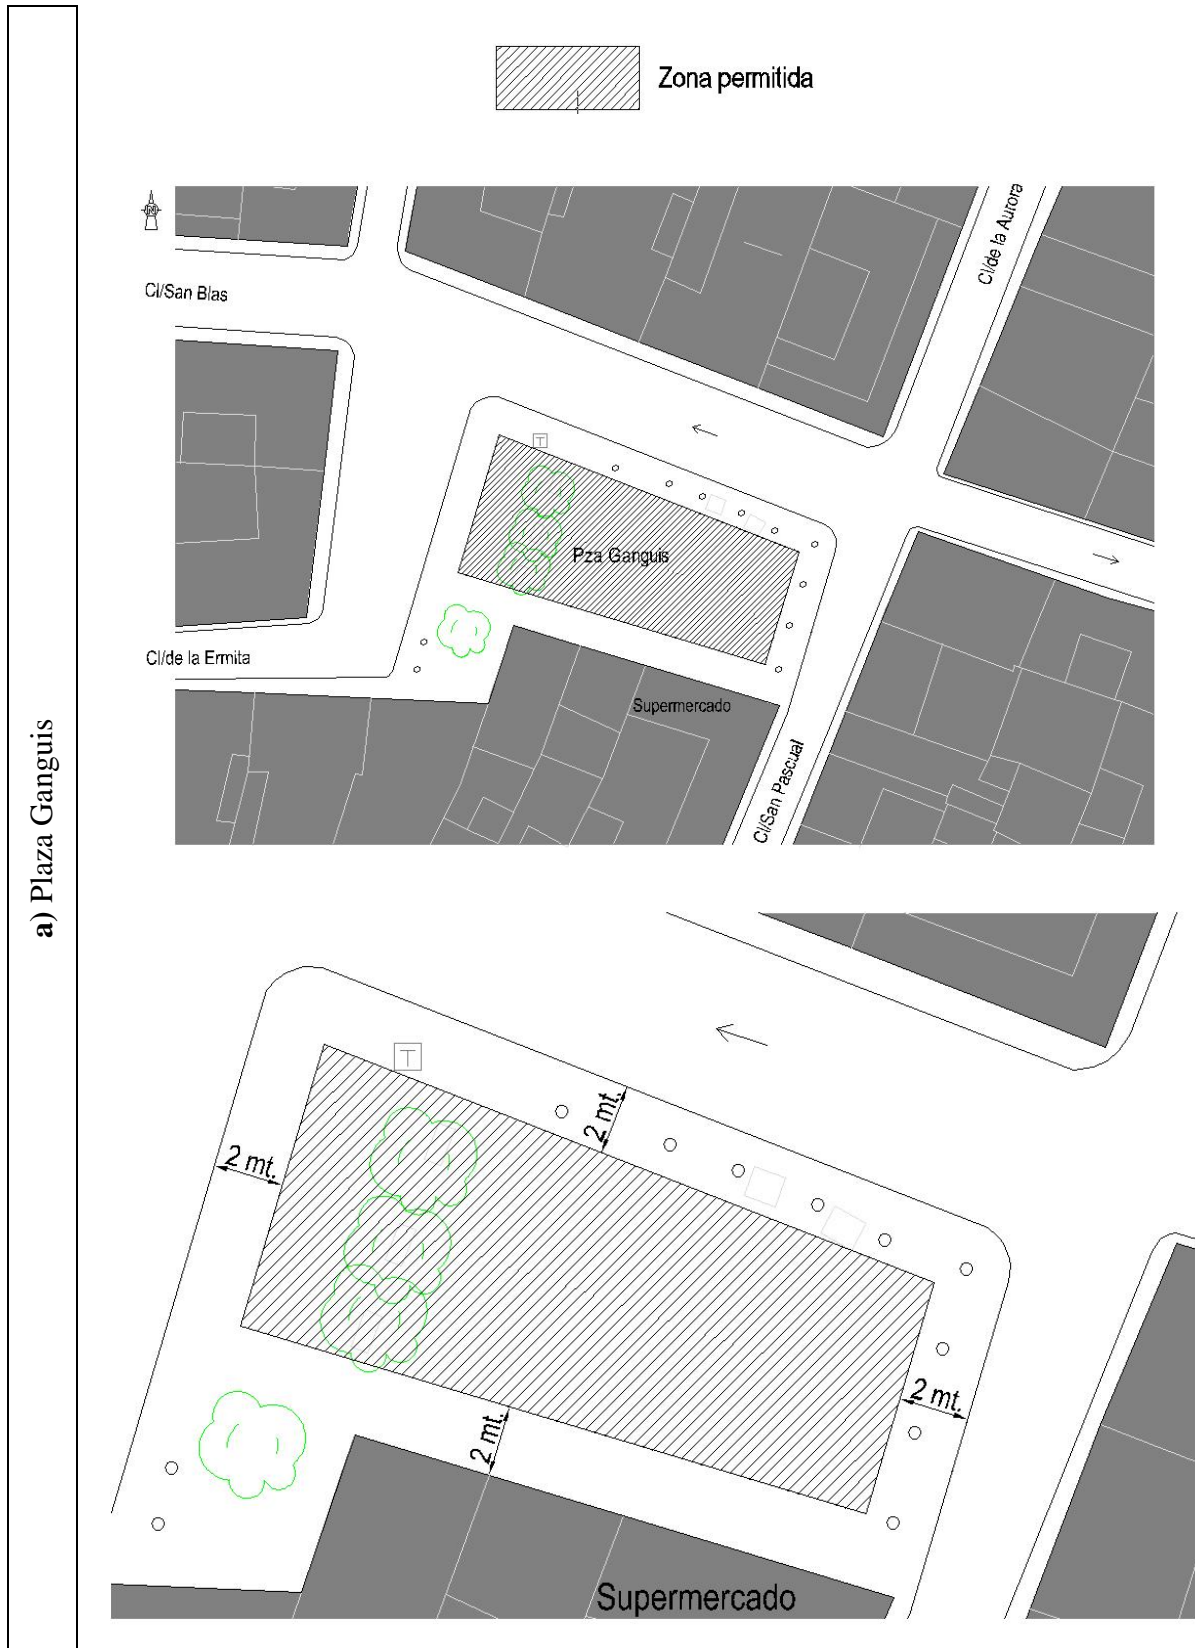 a) Plaza Ganguis
Zona permitida
N
Cl/de la Aurora
Cl/San Blas
T
Pza Ganguis
Cl/de la Ermita
Supermercado
Cl/San Pascual
T
2 mt.
2 mt.
2 mt.
2 mt.
Supermercado